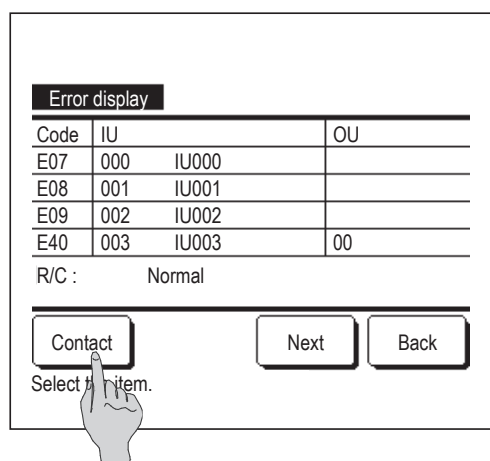 Error display
Code IU OU
E07 000 IU000
E08 001 IU001
E09 002 IU002
E40 003 IU003 00
R/C : Normal
Contact Next Back
Select item.